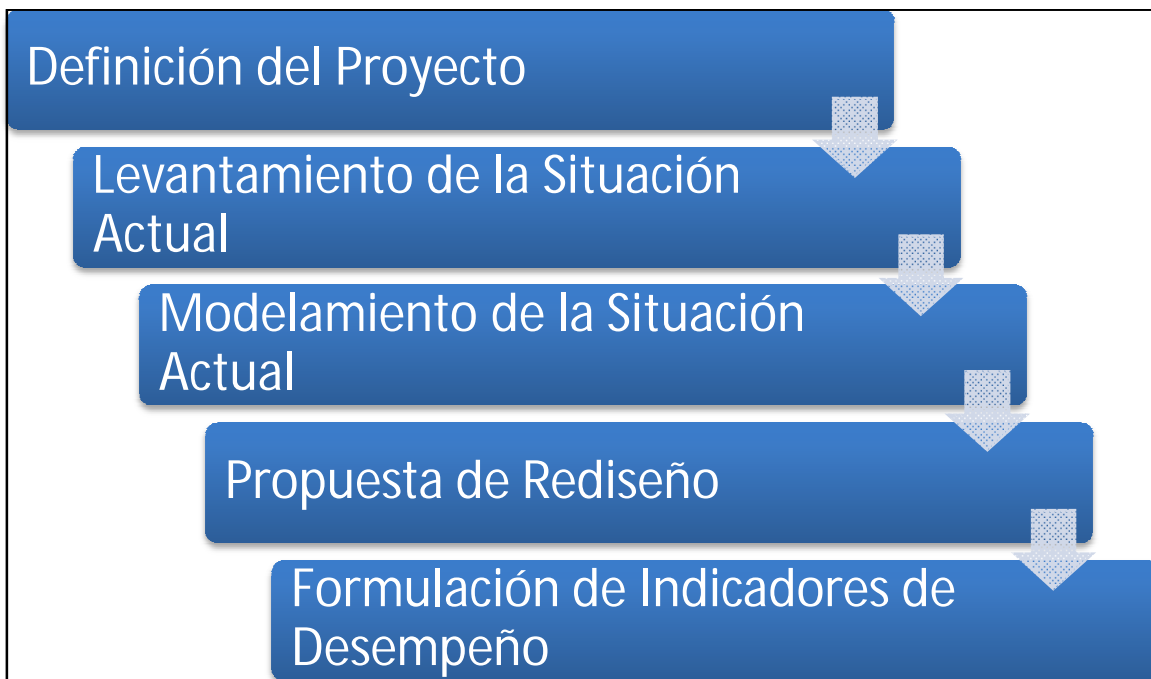 Definición del Proyecto
Levantamiento de la Situación
Actual
Modelamiento de la Situación
Actual
Propuesta de Rediseño
Formulación de Indicadores de
Desempeño